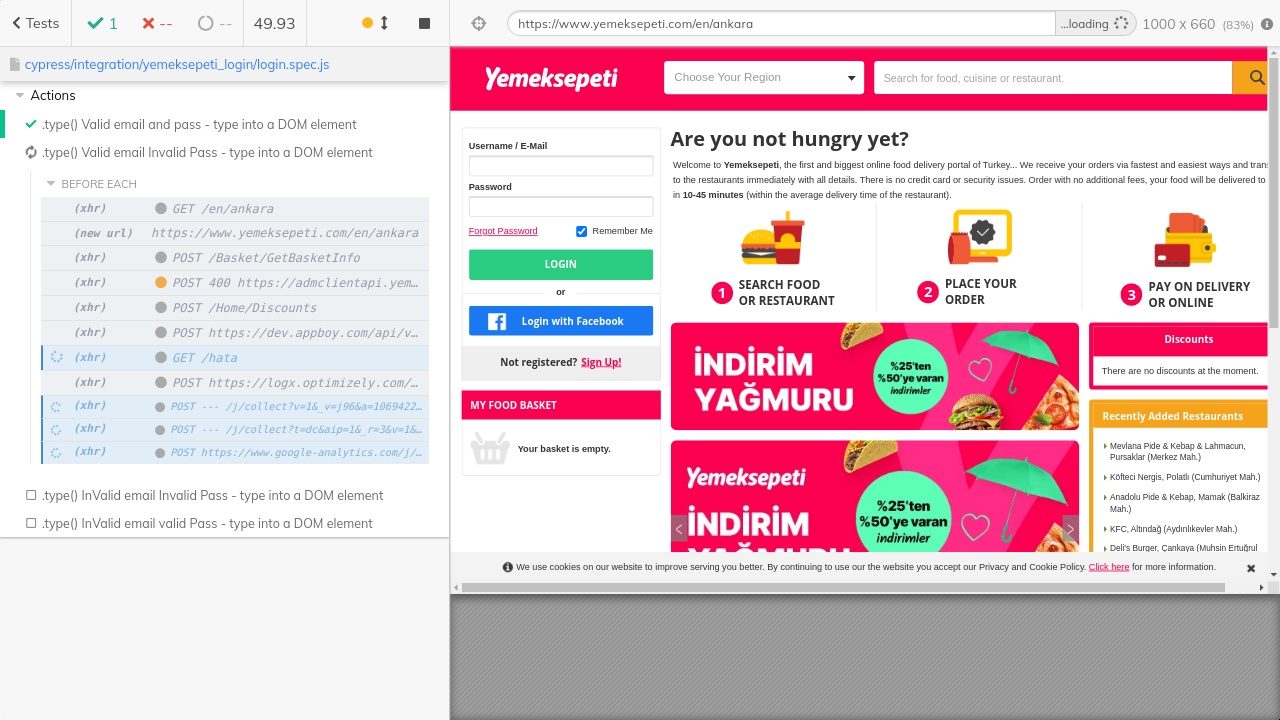 Tests
1
--
--
49.93
https://www.yemeksepeti.com/en/ankara
...loading
1000 x 660 (83%)
cypress/integration/yemeksepeti_login/login.spec.js
Actions
.type() Valid email and pass - type into a DOM element
.type() Valid email Invalid Pass - type into a DOM element
BEFORE EACH
(xhr) GET /en/ankara
(new url) https://www.yemeksepeti.com/en/ankara
(xhr) POST /Basket/GetBasketInfo
(xhr) POST 400 https://admclientapi.yem…
(xhr) POST /Home/Discounts
(xhr) POST https://dev.appboy.com/api/v…
(xhr) GET /hata
(xhr) POST https://logx.optimizely.com/…
(xhr) POST --- /j/collect?v=1&_v=j96&a=1069422…
(xhr) POST --- /j/collect?t=dc&aip=1&_r=3&v=1&…
(xhr) POST https://www.google-analytics.com/j/…
.type() InValid email Invalid Pass - type into a DOM element
.type() InValid email valid Pass - type into a DOM element
Yemeksepeti
Choose Your Region
Search for food, cuisine or restaurant.
Username / E-Mail
Password
Forgot Password
Remember Me
LOGIN
or
Login with Facebook
Not registered? Sign Up!
MY FOOD BASKET
Your basket is empty.
Are you not hungry yet?
Welcome to Yemeksepeti, the first and biggest online food delivery portal of Turkey... We receive your orders via fastest and easiest ways and trans
to the restaurants immediately with all details. There is no credit card or security issues. Order with no additional fees, your food will be delivered to
in 10-45 minutes (within the average delivery time of the restaurant).
1
SEARCH FOOD
OR RESTAURANT
2
PLACE YOUR
ORDER
3
PAY ON DELIVERY
OR ONLINE
İNDİRİM
YAĞMURU
%25'ten
%50'ye varan
indirimler
Yemeksepeti
İNDİRİM
YAĞMURU
%25'ten
%50'ye varan
indirimler
Discounts
There are no discounts at the moment.
Recently Added Restaurants
Mevlana Pide & Kebap & Lahmacun,
Pursaklar (Merkez Mah.)
Köfteci Nergis, Polatlı (Cumhuriyet Mah.)
Anadolu Pide & Kebap, Mamak (Balkiraz
Mah.)
KFC, Altındağ (Aydınlıkevler Mah.)
Deli's Burger, Çankaya (Muhsin Ertuğrul
We use cookies on our website to improve serving you better. By continuing to use our the website you accept our Privacy and Cookie Policy. Click here for more information.